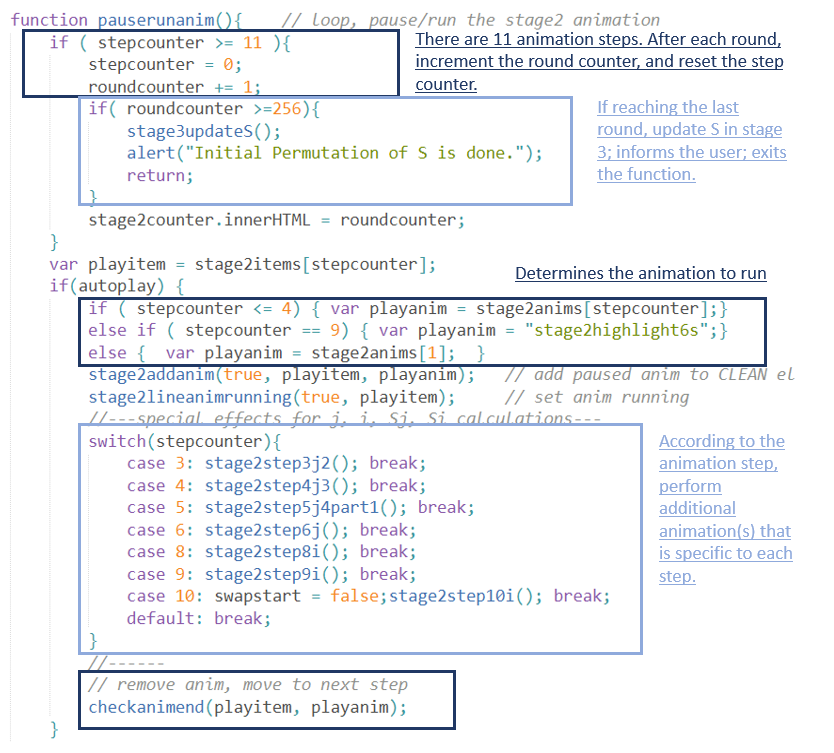 function pauserunanim(){    // loop, pause/run the stage2 animation
if ( stepcounter >= 11 ){
There are 11 animation steps. After each round,
increment the round counter, and reset the step
counter.
stepcounter = 0;
roundcounter += 1;
if( roundcounter >=256){
stage3updateS();
alert("Initial Permutation of S is done.");
return;
}
If reaching the last
round, update S in stage
3; informs the user; exits
the function.
stage2counter.innerHTML = roundcounter;
}
var playitem = stage2items[stepcounter];
if(autoplay) {
Determines the animation to run
if ( stepcounter <= 4) { var playanim = stage2anims[stepcounter];}
else if ( stepcounter == 9) { var playanim = "stage2highlight6s";}
else {  var playanim = stage2anims[1];  }
stage2addanim(true, playitem, playanim);   // add paused anim to CLEAN el
stage2lineanimrunning(true, playitem);     // set anim running
//---special effects for j, i, Sj, Si calculations---
switch(stepcounter){
case 3: stage2step3j2(); break;
case 4: stage2step4j3(); break;
case 5: stage2step5j4part1(); break;
case 6: stage2step6j(); break;
case 8: stage2step8i(); break;
case 9: stage2step9i(); break;
case 10: swapstart = false;stage2step10i(); break;
default: break;
}
According to the
animation step,
perform
additional
animation(s) that
is specific to each
step.
//------
// remove anim, move to next step
checkanimend(playitem, playanim);
}